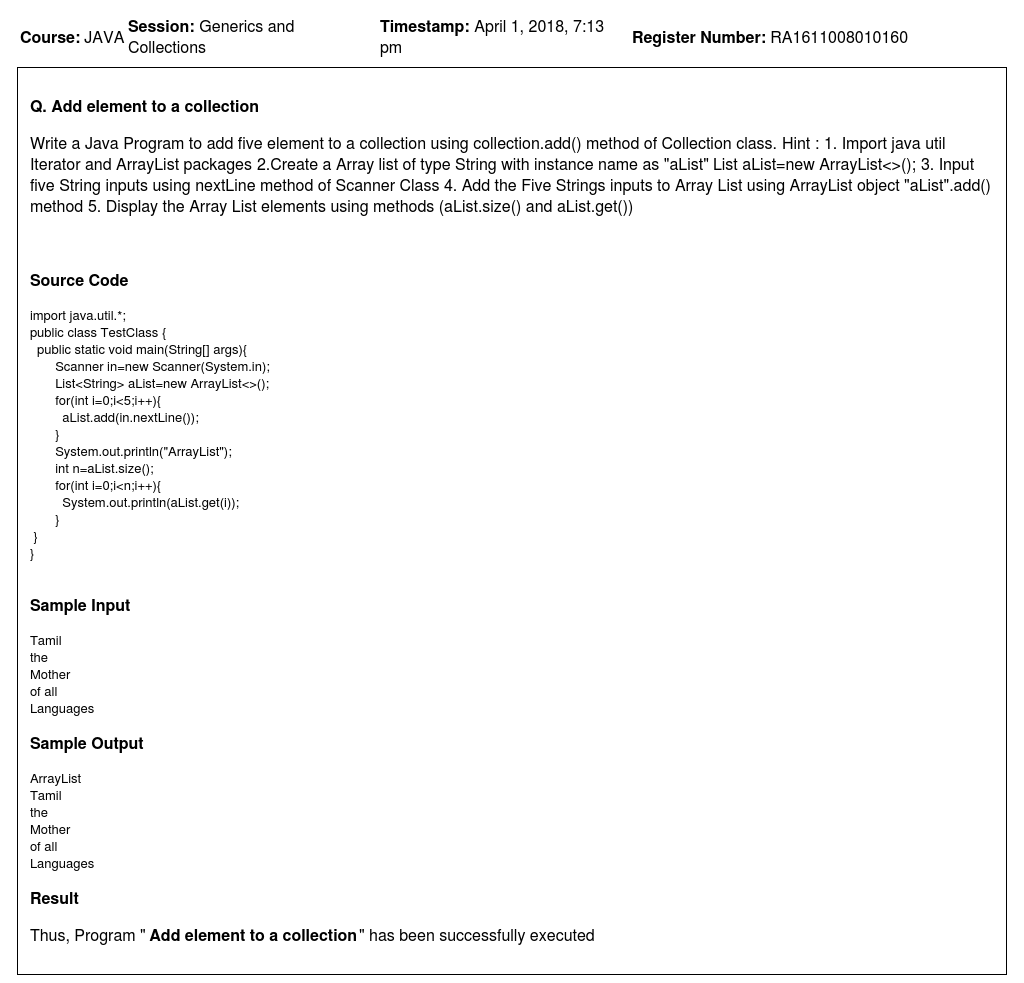 Course: JAVA Session: Generics and Collections Timestamp: April 1, 2018, 7:13 pm Register Number: RA1611008010160
Q. Add element to a collection
Write a Java Program to add five element to a collection using collection.add() method of Collection class. Hint : 1. Import java util
Iterator and ArrayList packages 2.Create a Array list of type String with instance name as "aList" List aList=new ArrayList<>(); 3. Input
five String inputs using nextLine method of Scanner Class 4. Add the Five Strings inputs to Array List using ArrayList object "aList".add()
method 5. Display the Array List elements using methods (aList.size() and aList.get())
Source Code
import java.util.*;
public class TestClass {
  public static void main(String[] args){
       Scanner in=new Scanner(System.in);
       List<String> aList=new ArrayList<>();
       for(int i=0;i<5;i++){
         aList.add(in.nextLine());
       }
       System.out.println("ArrayList");
       int n=aList.size();
       for(int i=0;i<n;i++){
         System.out.println(aList.get(i));
       }
 }
}
Sample Input
Tamil
the
Mother
of all
Languages
Sample Output
ArrayList
Tamil
the
Mother
of all
Languages
Result
Thus, Program " Add element to a collection" has been successfully executed